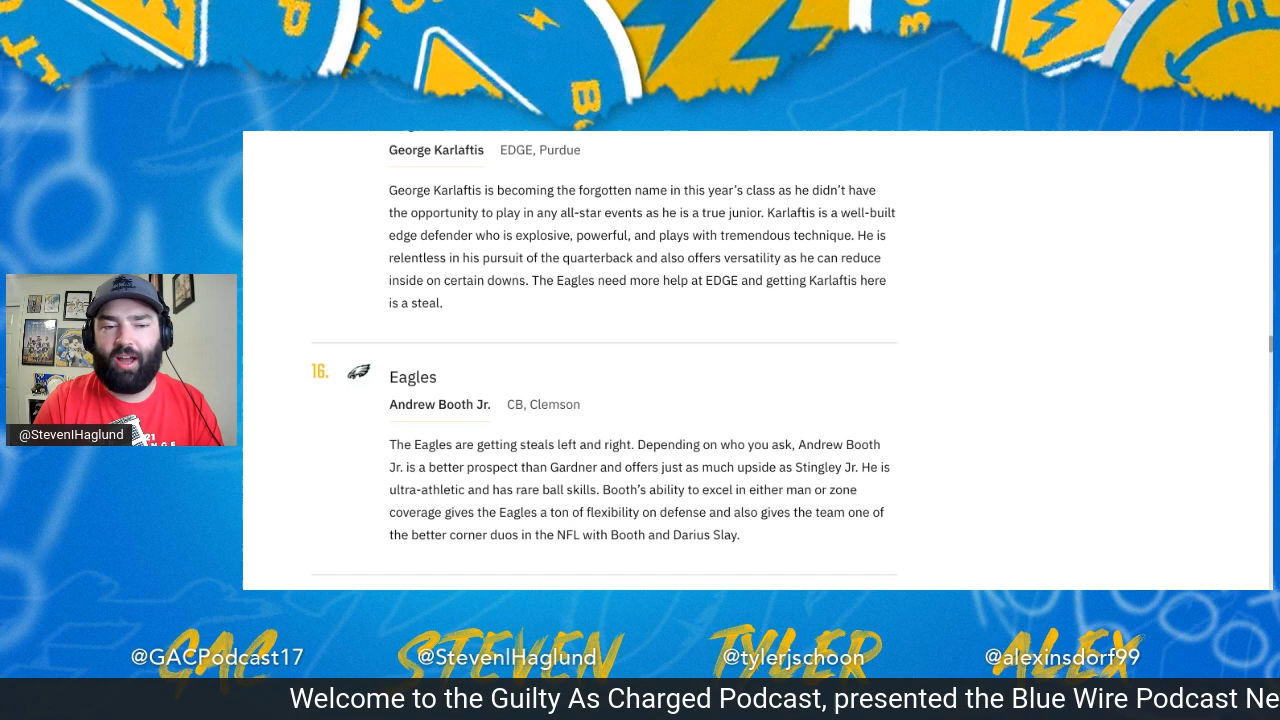 George Karlaftis EDGE, Purdue
George Karlaftis is becoming the forgotten name in this year’s class as he didn’t have
the opportunity to play in any all-star events as he is a true junior. Karlaftis is a well-built
edge defender who is explosive, powerful, and plays with tremendous technique. He is
relentless in his pursuit of the quarterback and also offers versatility as he can reduce
inside on certain downs. The Eagles need more help at EDGE and getting Karlaftis here
is a steal.
16. Eagles
Andrew Booth Jr. CB, Clemson
The Eagles are getting steals left and right. Depending on who you ask, Andrew Booth
Jr. is a better prospect than Gardner and offers just as much upside as Stingley Jr. He is
ultra-athletic and has rare ball skills. Booth’s ability to excel in either man or zone
coverage gives the Eagles a ton of flexibility on defense and also gives the team one of
the better corner duos in the NFL with Booth and Darius Slay.
@StevenIHaglund
GAC STEVEN TYLER ALEX
@GACPodcast17 @StevenIHaglund @tylerjschoon @alexinsdorf99
Welcome to the Guilty As Charged Podcast, presented the Blue Wire Podcast Ne